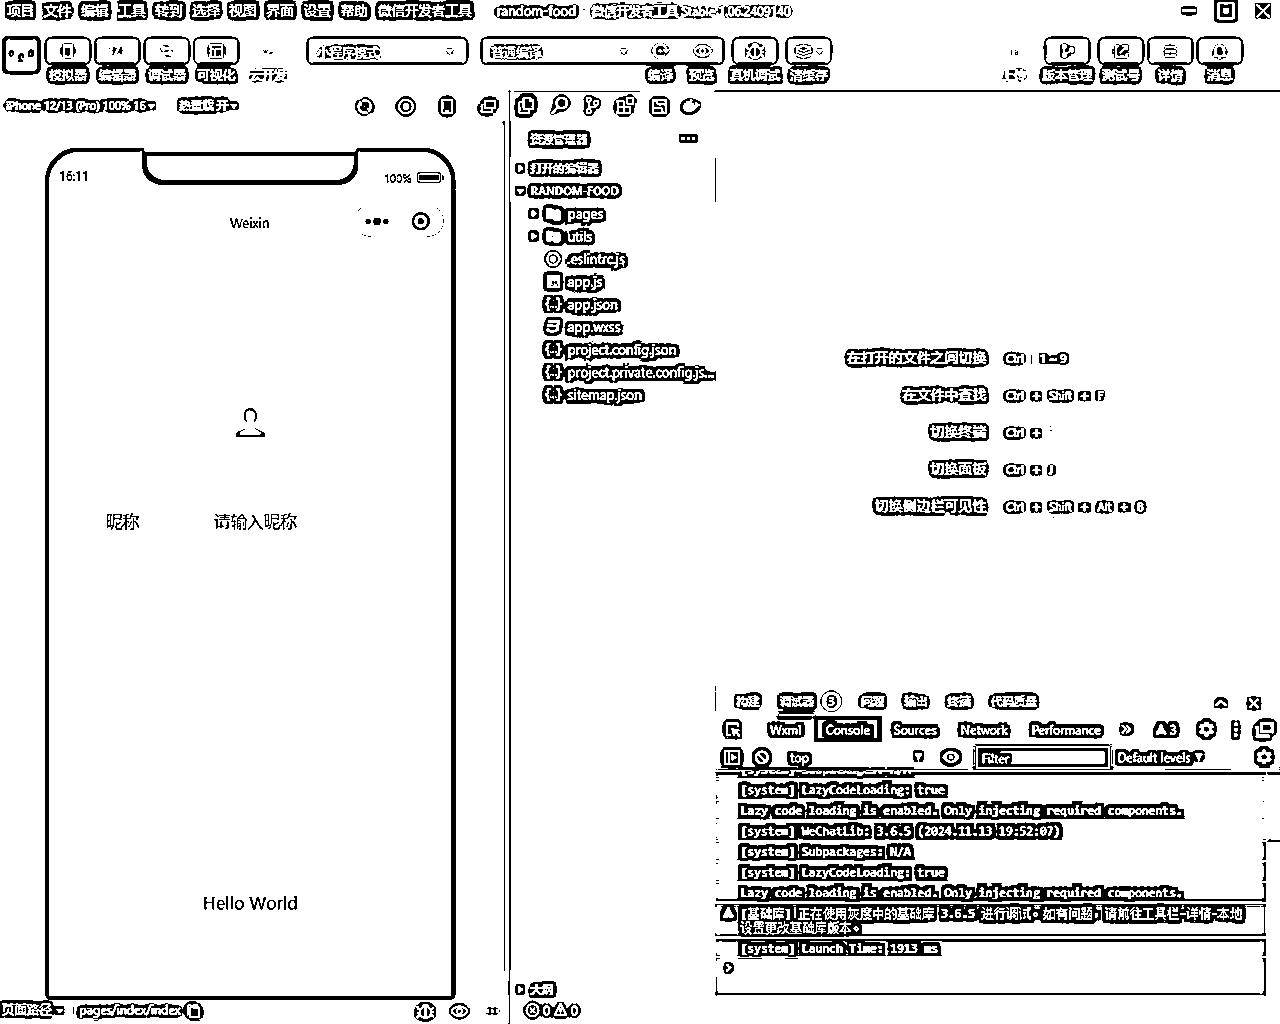 项目 文件 编辑 工具 转到 选择 视图 界面 设置 帮助 微信开发者工具 random-food - 微信开发者工具 Stable 1.06.2409140
小程序模式 普通编译
模拟器 编辑器 调试器 可视化 云开发 编译 预览 真机调试 清缓存 上传 版本管理 测试号 详情 消息
iPhone 12/13 (Pro) 100% 16 热重载 开
资源管理器
打开的编辑器
RANDOM-FOOD
pages
utils
.eslintrc.js
app.js
app.json
app.wxss
project.config.json
project.private.config.js...
sitemap.json
大纲
0 0
16:11 100%
Weixin
昵称 请输入昵称
Hello World
页面路径 pages/index/index
在打开的文件之间切换 Ctrl 1 ~ 9
在文件中查找 Ctrl + Shift + F
切换终端 Ctrl + `
切换面板 Ctrl + J
切换侧边栏可见性 Ctrl + Shift + Alt + B
构建 调试器 3 问题 输出 终端 代码质量
Wxml Console Sources Network Performance 3
top Filter Default levels
[system] Subpackages: N/A
[system] LazyCodeLoading: true
Lazy code loading is enabled. Only injecting required components.
[system] WeChatLib: 3.6.5 (2024.11.13 19:52:07)
[system] Subpackages: N/A
[system] LazyCodeLoading: true
Lazy code loading is enabled. Only injecting required components.
[基础库] 正在使用灰度中的基础库 3.6.5 进行调试。如有问题，请前往工具栏-详情-本地
设置更改基础库版本。
[system] Launch Time: 1913 ms